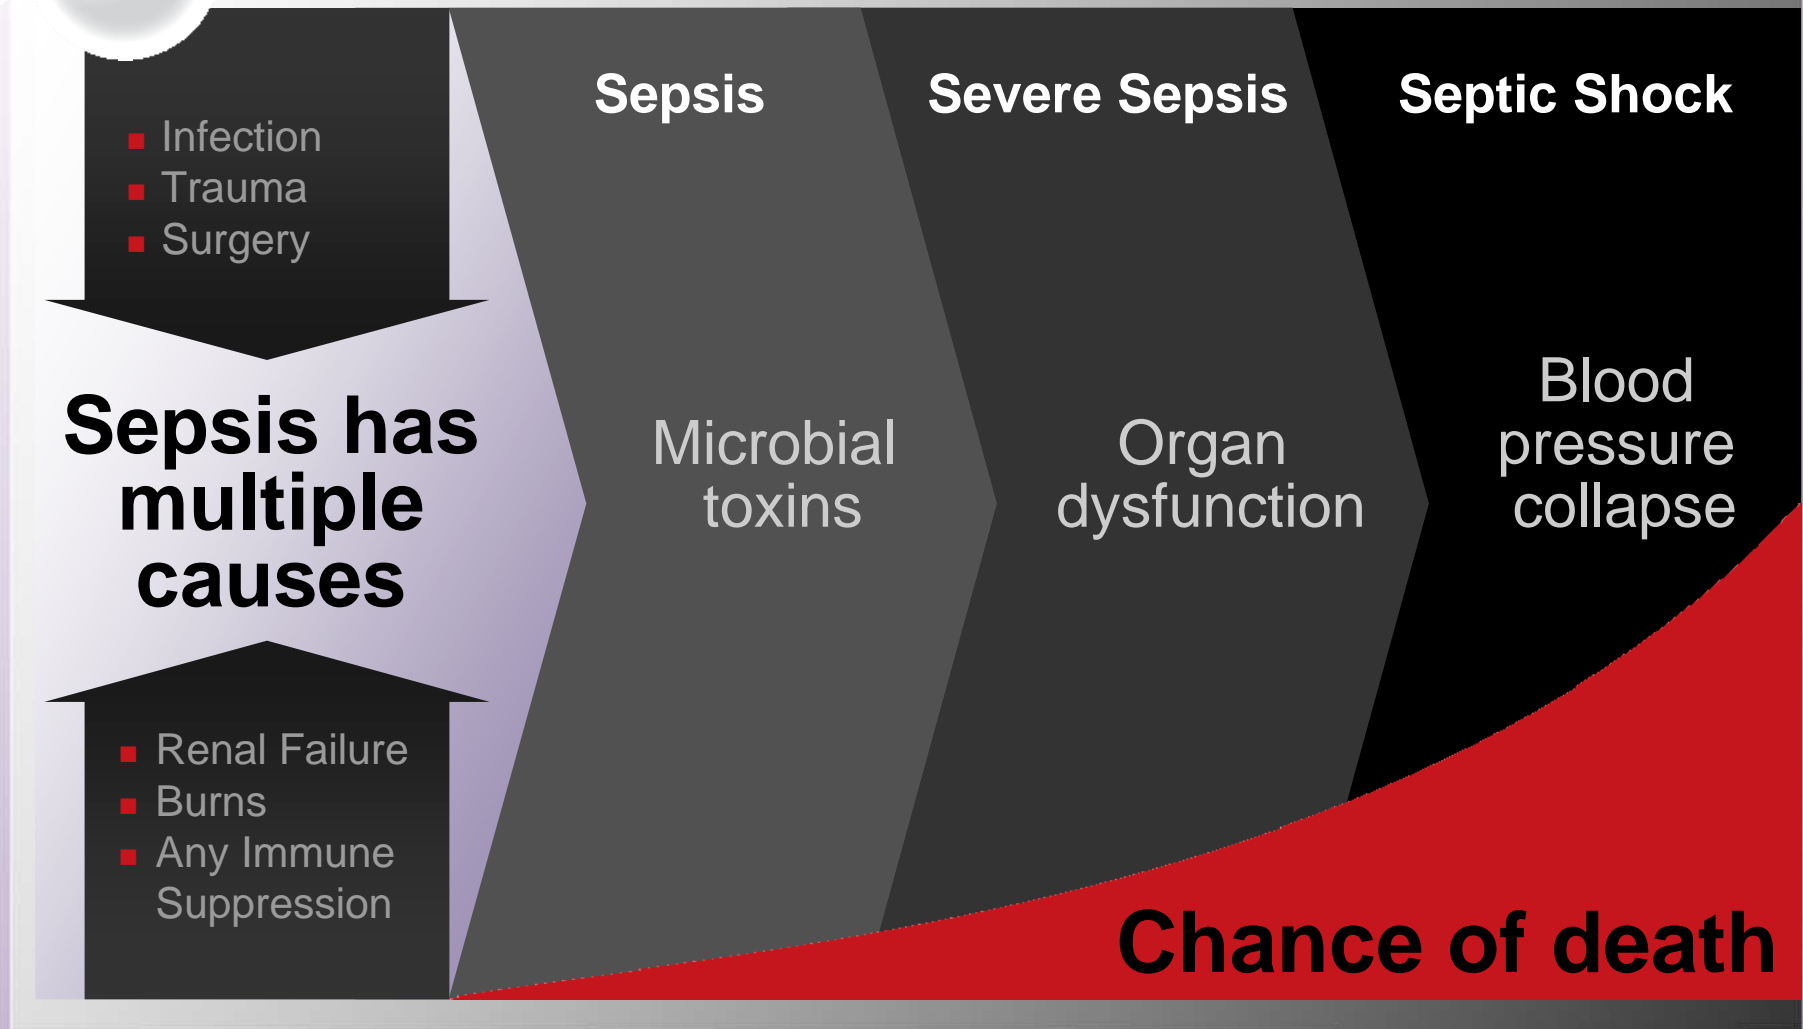 Infection
Trauma
Surgery
Sepsis has
multiple
causes
Renal Failure
Burns
Any Immune
Suppression
Sepsis
Microbial
toxins
Severe Sepsis
Organ
dysfunction
Septic Shock
Blood
pressure
collapse
Chance of death